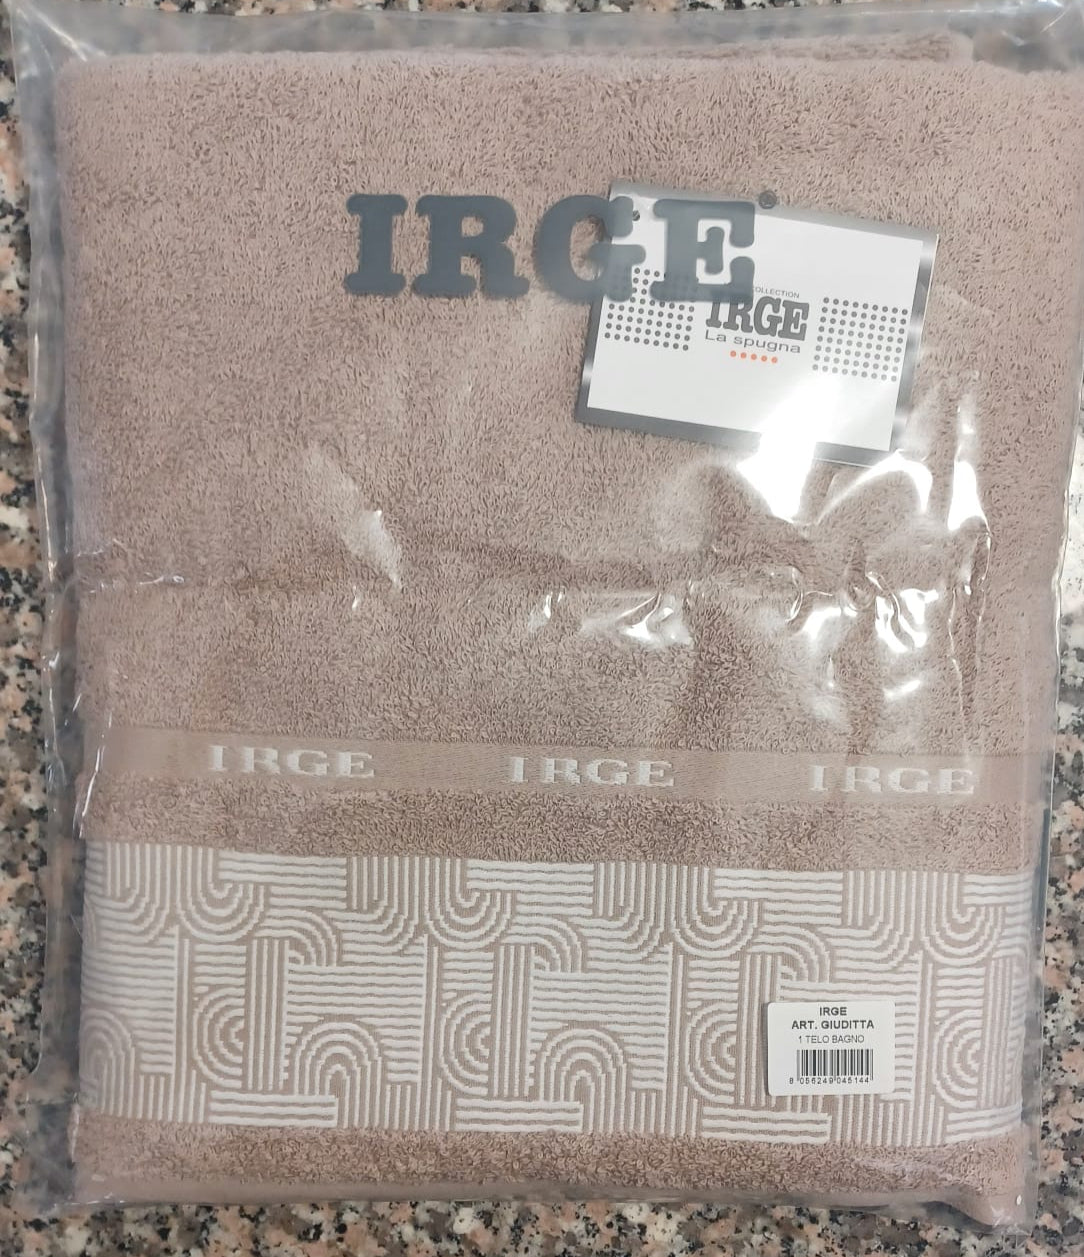 IRGE
COLLECTION
IRGE
La spugna
IRGE IRGE IRGE
IRGE
ART. GIUDITTA
1 TELO BAGNO
8 056249 045144